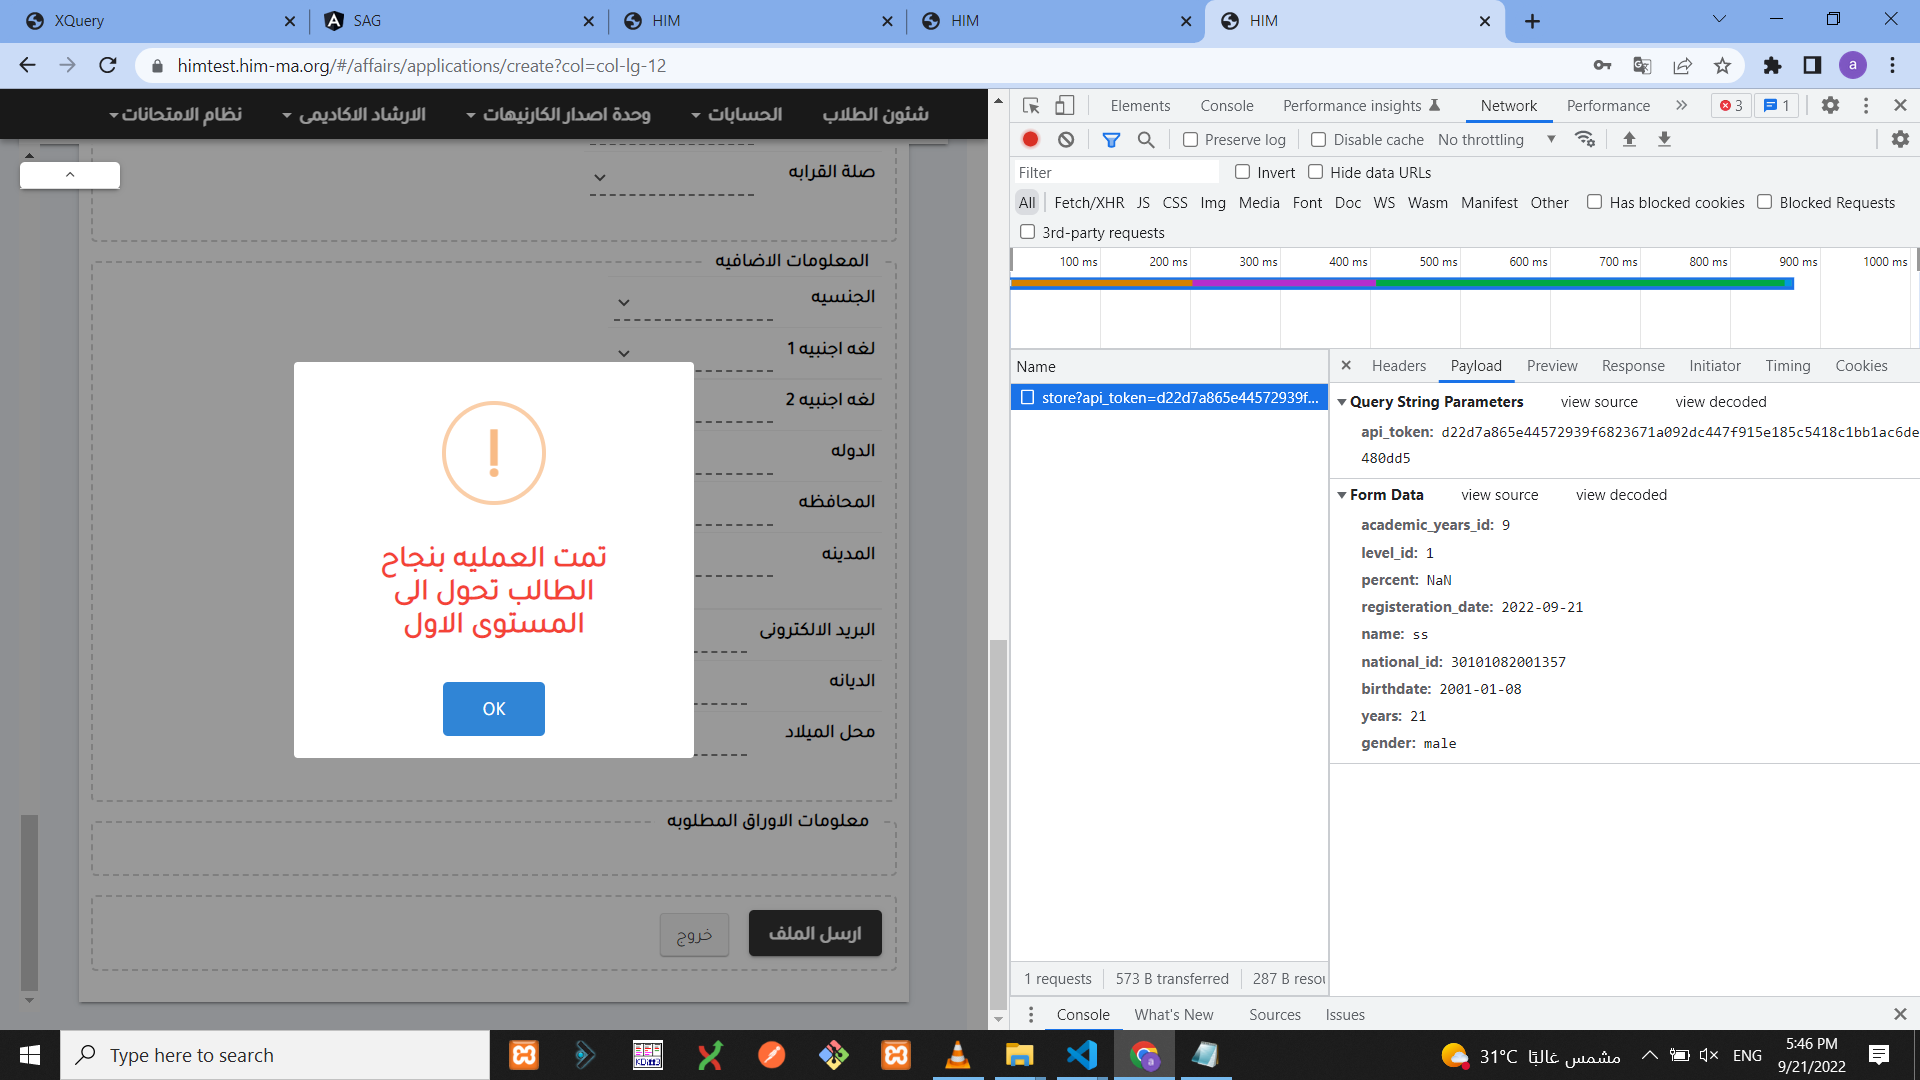 XQuery
SAG
HIM
HIM
HIM
himtest.him-ma.org/#/affairs/applications/create?col=col-lg-12
a
شئون الطلاب
الحسابات
وحدة اصدار الكارنيهات
الارشاد الاكاديمى
نظام الامتحانات
صلة القرابه
المعلومات الاضافيه
الجنسيه
لغه اجنبيه 1
لغه اجنبيه 2
الدوله
المحافظه
المدينه
البريد الالكترونى
الديانه
محل الميلاد
معلومات الاوراق المطلوبه
ارسل الملف
خروج
!
تمت العمليه بنجاح
الطالب تحول الى
المستوى الاول
OK
Elements
Console
Performance insights
Network
Performance
3
1
Preserve log
Disable cache
No throttling
Filter
Invert
Hide data URLs
All
Fetch/XHR
JS
CSS
Img
Media
Font
Doc
WS
Wasm
Manifest
Other
Has blocked cookies
Blocked Requests
3rd-party requests
100 ms
200 ms
300 ms
400 ms
500 ms
600 ms
700 ms
800 ms
900 ms
1000 ms
Name
store?api_token=d22d7a865e44572939f...
1 requests
573 B transferred
287 B resou
Headers
Payload
Preview
Response
Initiator
Timing
Cookies
Query String Parameters
view source
view decoded
api_token: d22d7a865e44572939f6823671a092dc447f915e185c5418c1bb1ac6de
480dd5
Form Data
view source
view decoded
academic_years_id: 9
level_id: 1
percent: NaN
registeration_date: 2022-09-21
name: ss
national_id: 30101082001357
birthdate: 2001-01-08
years: 21
gender: male
Console
What's New
Sources
Issues
Type here to search
31°C مشمس غالبًا
ENG
5:46 PM
9/21/2022